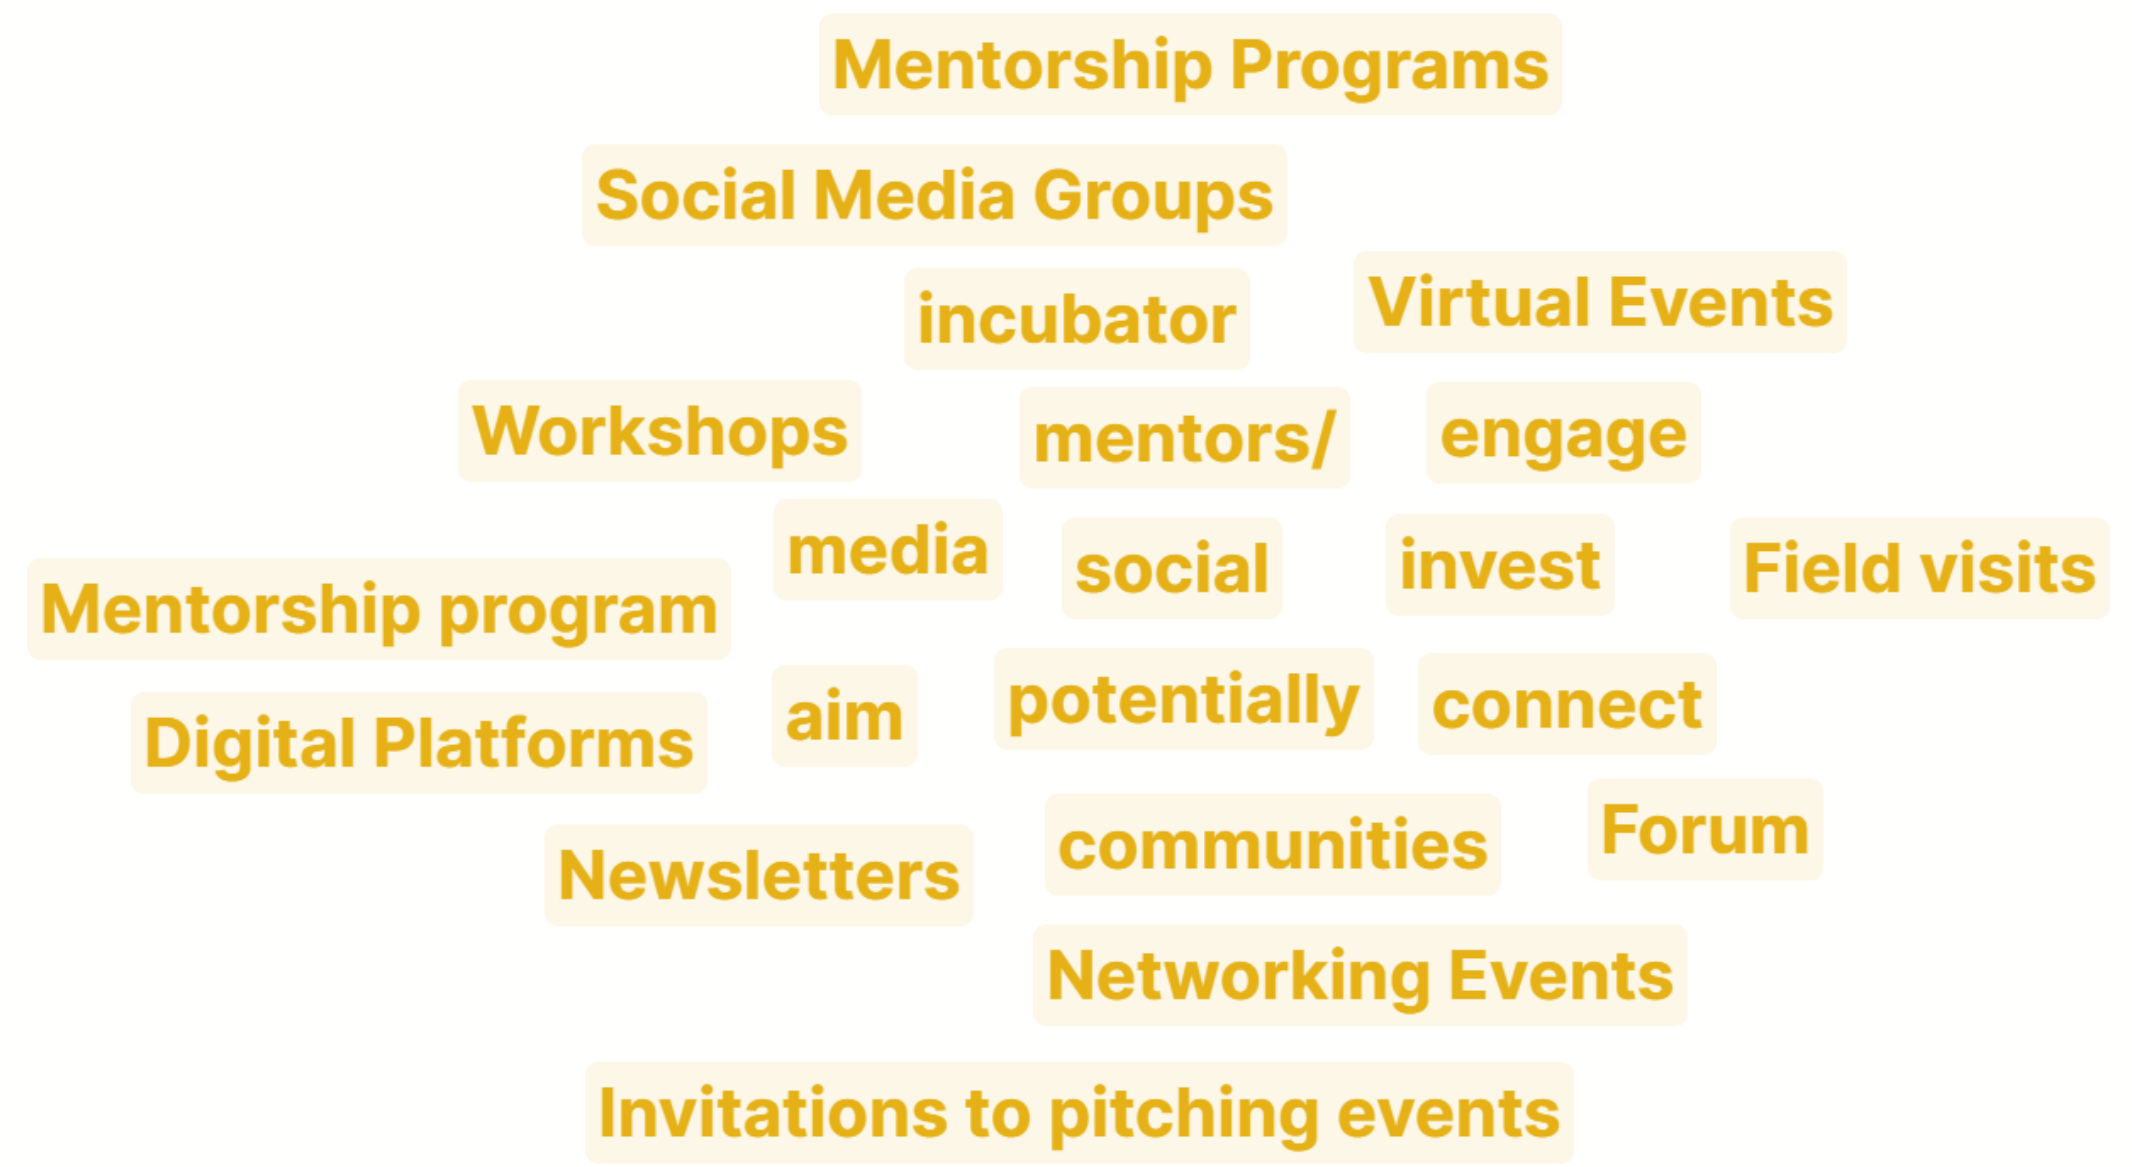 Mentorship Programs
Social Media Groups
incubator
Virtual Events
Workshops
mentors/
engage
media
social
invest
Field visits
Mentorship program
aim
potentially
connect
Digital Platforms
Newsletters
communities
Forum
Networking Events
Invitations to pitching events